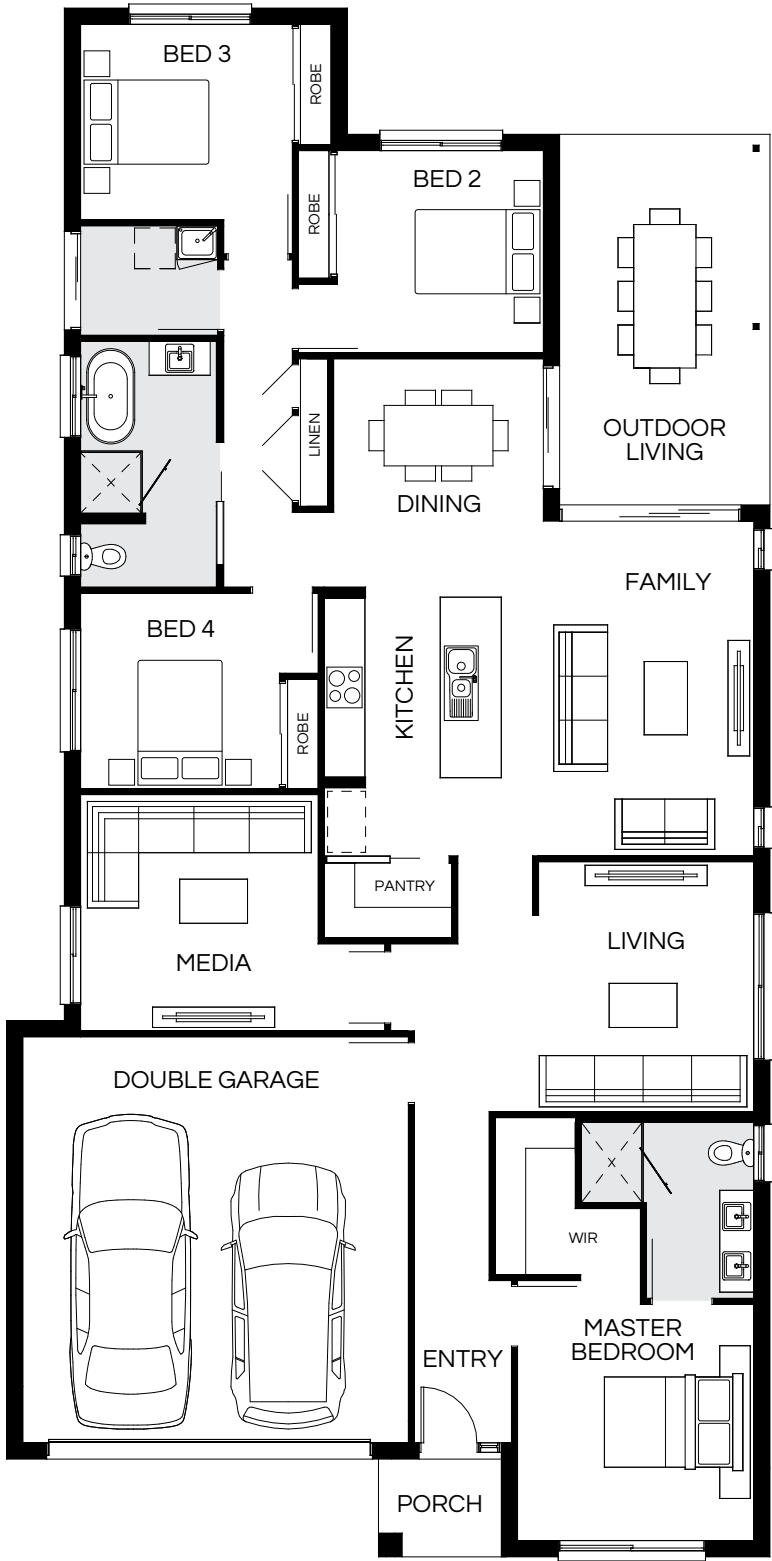 BED 3
ROBE
BED 2
ROBE
OUTDOOR
LIVING
LINEN
DINING
FAMILY
BED 4
KITCHEN
ROBE
PANTRY
LIVING
MEDIA
DOUBLE GARAGE
X
WIR
MASTER
BEDROOM
ENTRY
PORCH